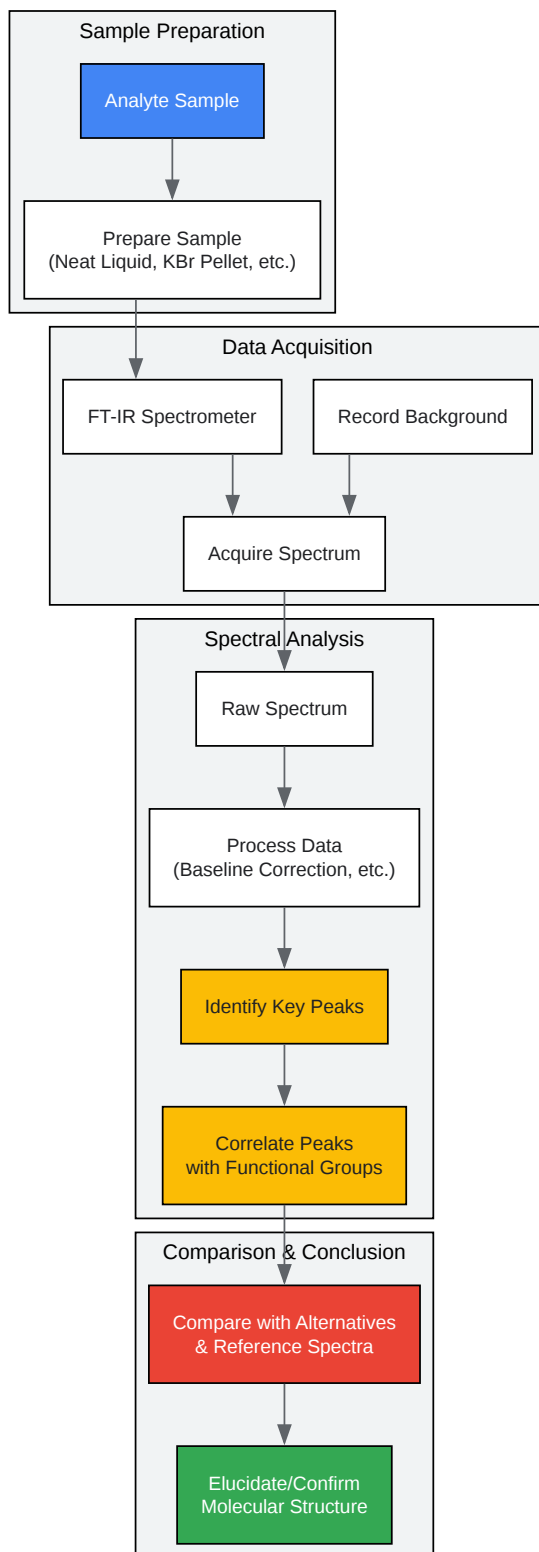 Sample Preparation
Analyte Sample
Prepare Sample
(Neat Liquid, KBr Pellet, etc.)
Data Acquisition
FT-IR Spectrometer
Record Background
Acquire Spectrum
Spectral Analysis
Raw Spectrum
Process Data
(Baseline Correction, etc.)
Identify Key Peaks
Correlate Peaks
with Functional Groups
Comparison & Conclusion
Compare with Alternatives
& Reference Spectra
Elucidate/Confirm
Molecular Structure